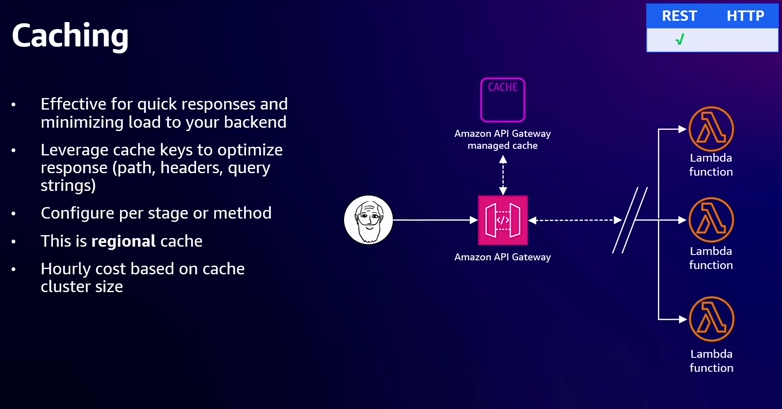 REST HTTP
√
Caching
• Effective for quick responses and
minimizing load to your backend
• Leverage cache keys to optimize
response (path, headers, query
strings)
• Configure per stage or method
• This is regional cache
• Hourly cost based on cache
cluster size
CACHE
Amazon API Gateway
managed cache
</>
Amazon API Gateway
Lambda
function
Lambda
function
Lambda
function